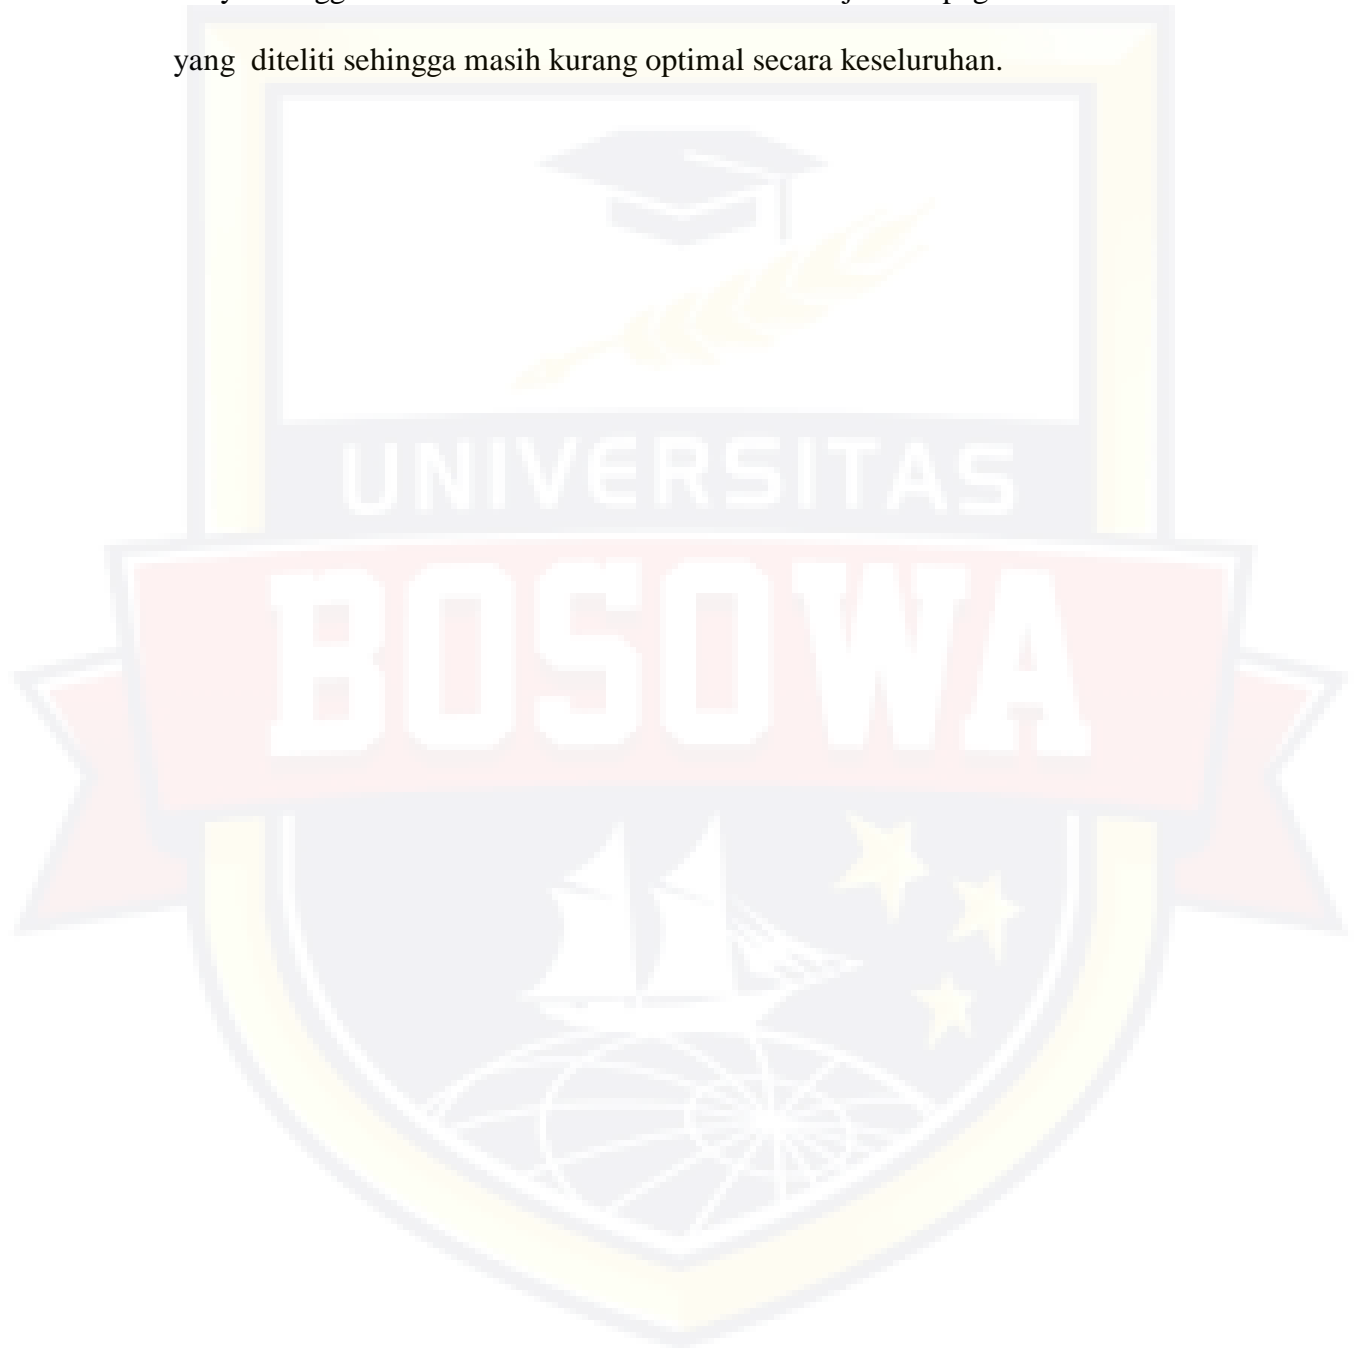 yang  diteliti sehingga masih kurang optimal secara keseluruhan.
UNIVERSITAS
BOSOWA